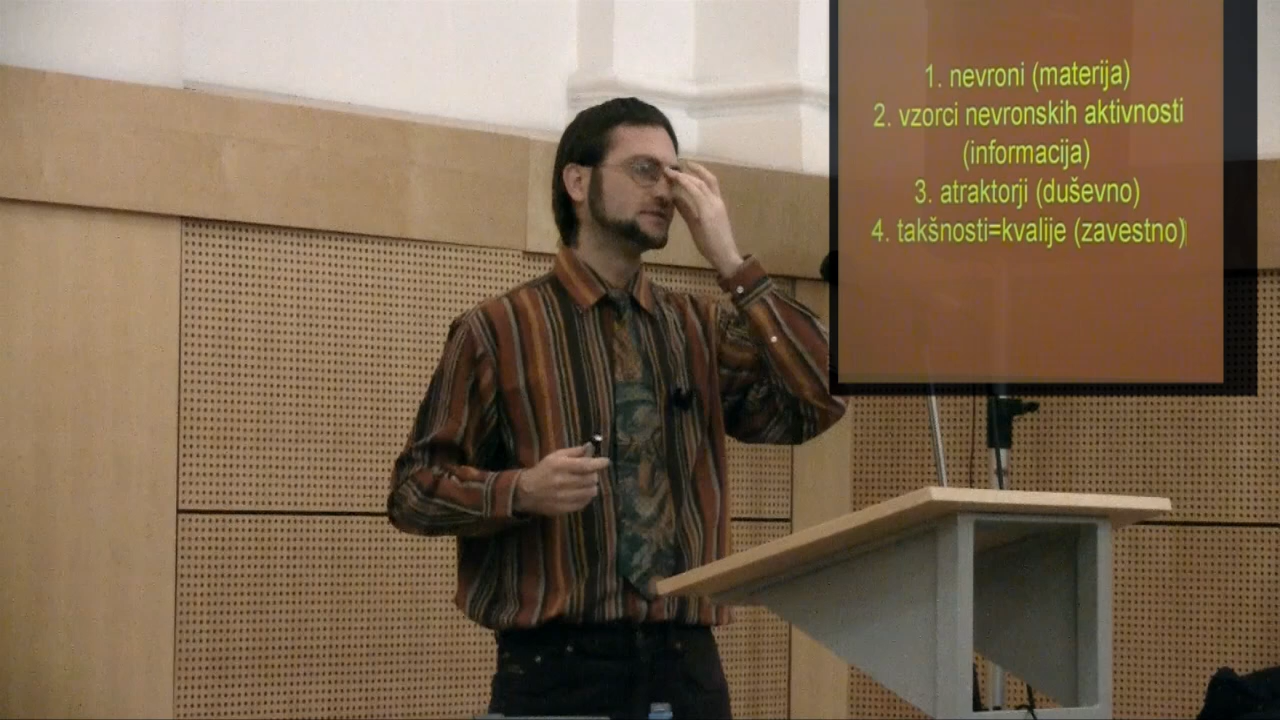 1. nevroni (materija)
2. vzorci nevronskih aktivnosti
(informacija)
3. atraktorji (duševno)
4. takšnosti=kvalije (zavestno)